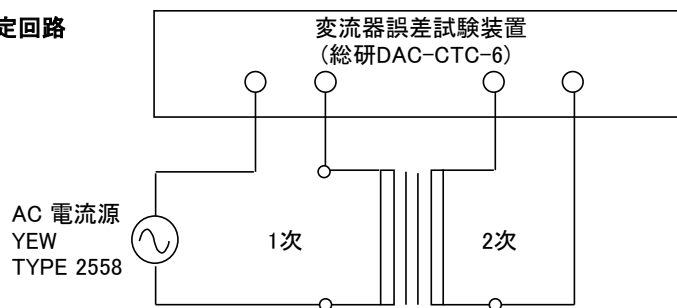 定回路
変流器誤差試験装置
(総研DAC-CTC-6)
AC 電流源
YEW
TYPE 2558
1次
2次